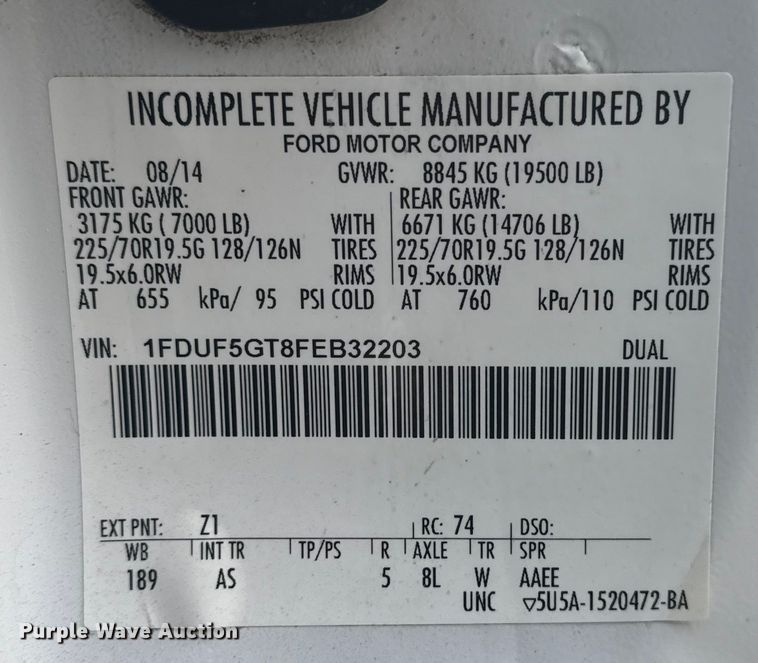 INCOMPLETE VEHICLE MANUFACTURED BY
FORD MOTOR COMPANY
DATE: 08/14 GVWR: 8845 KG (19500 LB)
FRONT GAWR: REAR GAWR:
3175 KG ( 7000 LB) WITH 6671 KG (14706 LB) WITH
225/70R19.5G 128/126N TIRES 225/70R19.5G 128/126N TIRES
19.5x6.0RW RIMS 19.5x6.0RW RIMS
AT 655 kPa/ 95 PSI COLD AT 760 kPa/110 PSI COLD
VIN: 1FDUF5GT8FEB32203 DUAL
EXT PNT: Z1 RC: 74 DSO:
WB INT TR TP/PS R AXLE TR SPR
189 AS 5 8L W AAEE
UNC ▽5U5A-1520472-BA
Purple Wave Auction